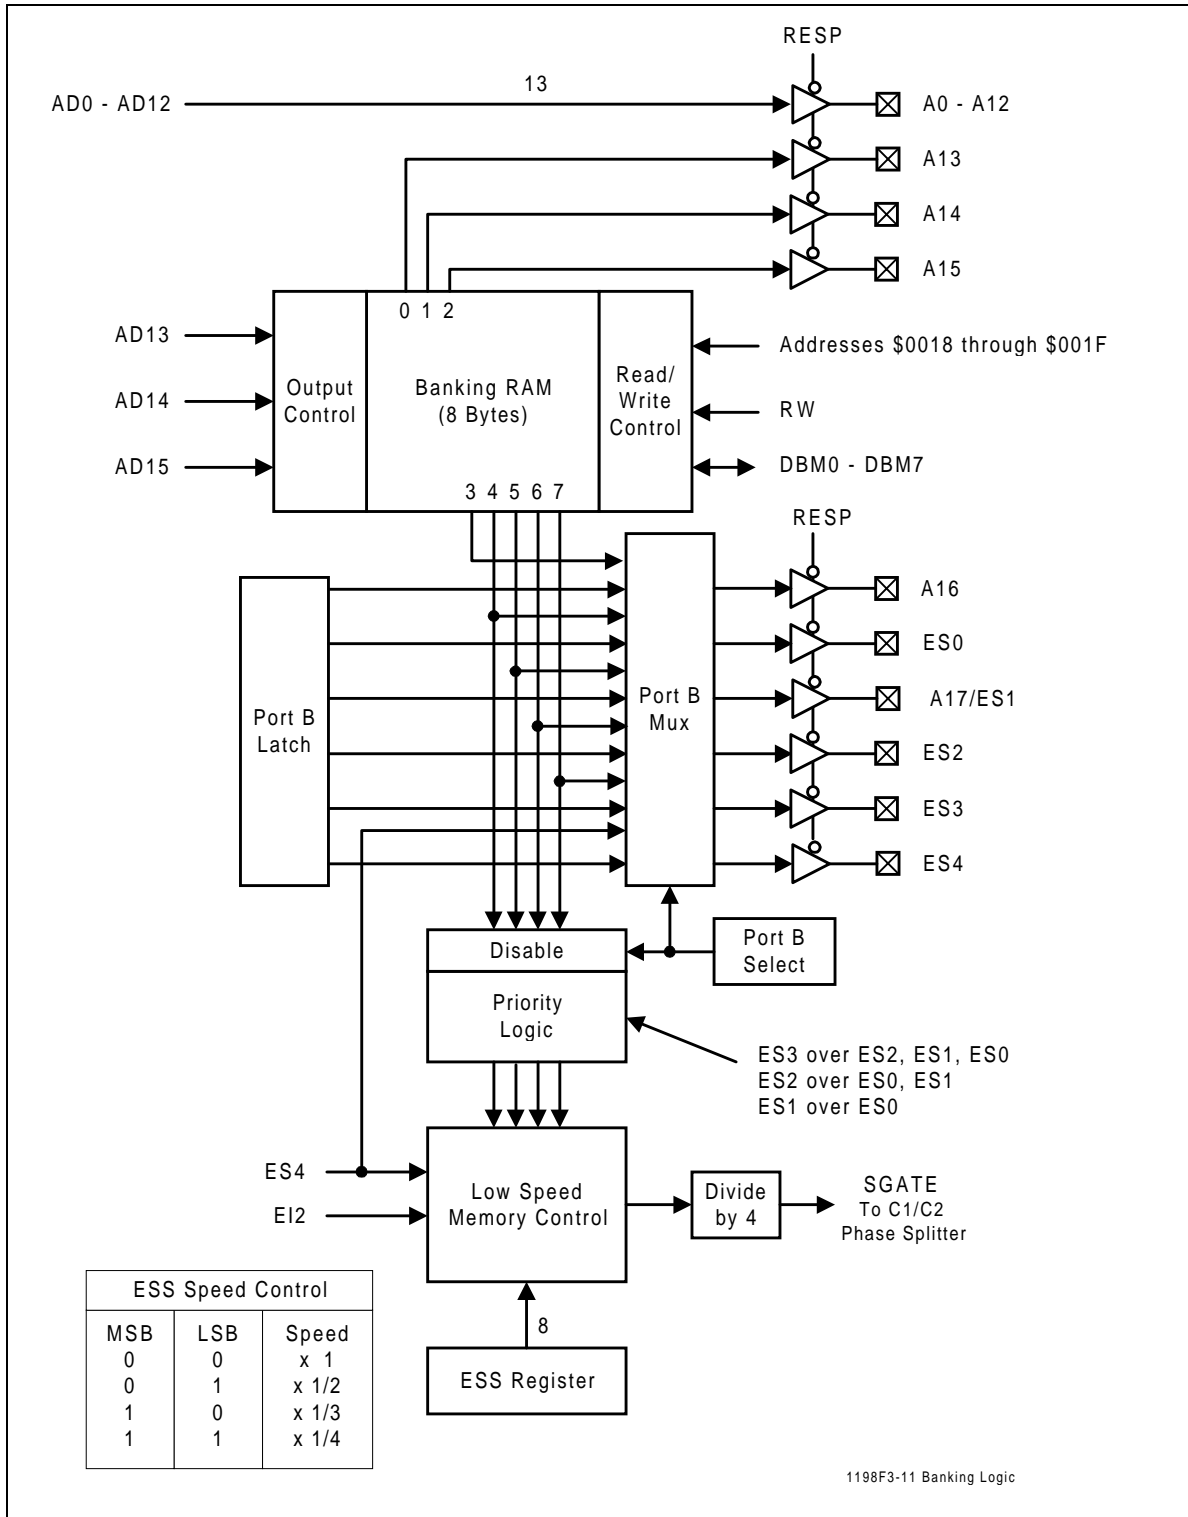 RESP
13
AD0 - AD12
A0 - A12
A13
A14
A15
0 1 2
AD13
AD14
AD15
Output
Control
Banking RAM
(8 Bytes)
Read/
Write
Control
Addresses $0018 through $001F
RW
DBM0 - DBM7
3 4 5 6 7
RESP
Port B
Latch
Port B
Mux
A16
ES0
A17/ES1
ES2
ES3
ES4
Disable
Port B
Select
Priority
Logic
ES3 over ES2, ES1, ES0
ES2 over ES0, ES1
ES1 over ES0
ES4
EI2
Low Speed
Memory Control
Divide
by 4
SGATE
To C1/C2
Phase Splitter
8
ESS Register
ESS Speed Control
MSB LSB Speed
0 0 x 1
0 1 x 1/2
1 0 x 1/3
1 1 x 1/4
1198F3-11 Banking Logic